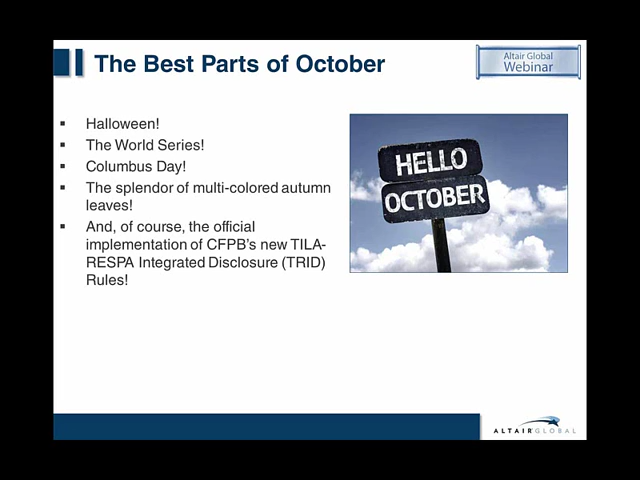 The Best Parts of October
Altair Global
Webinar
Halloween!
The World Series!
Columbus Day!
The splendor of multi-colored autumn
leaves!
And, of course, the official
implementation of CFPB's new TILA-
RESPA Integrated Disclosure (TRID)
Rules!
HELLO
OCTOBER
ALTAIR GLOBAL